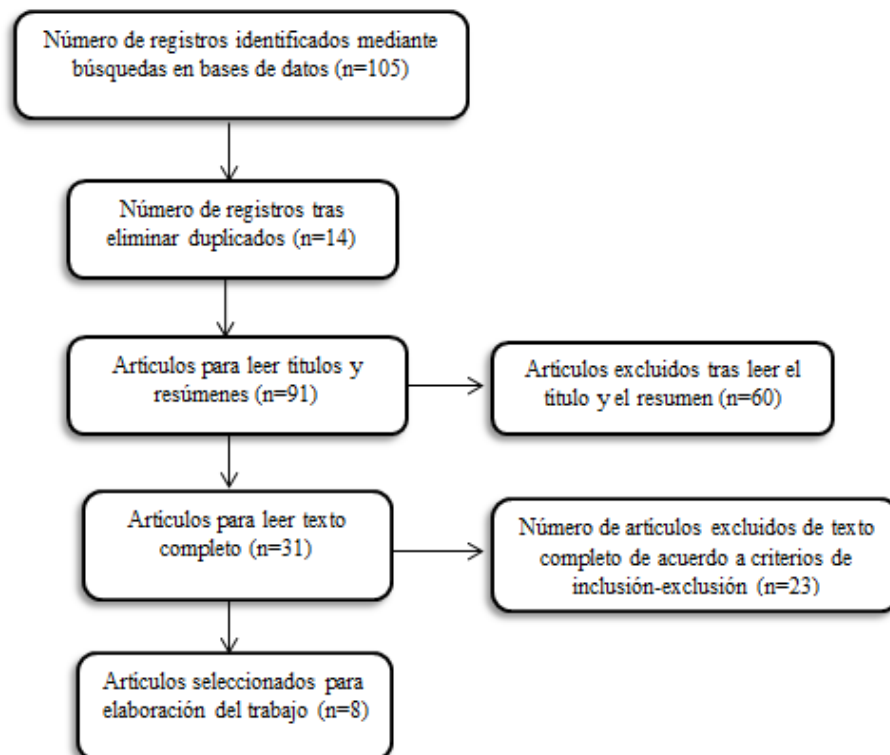 Número de registros identificados mediante
búsquedas en bases de datos (n=105)
Número de registros tras
eliminar duplicados (n=14)
Artículos para leer títulos y
resúmenes (n=91)
Artículos excluidos tras leer el
título y el resumen (n=60)
Artículos para leer texto
completo (n=31)
Número de artículos excluidos de texto
completo de acuerdo a criterios de
inclusión-exclusión (n=23)
Artículos seleccionados para
elaboración del trabajo (n=8)